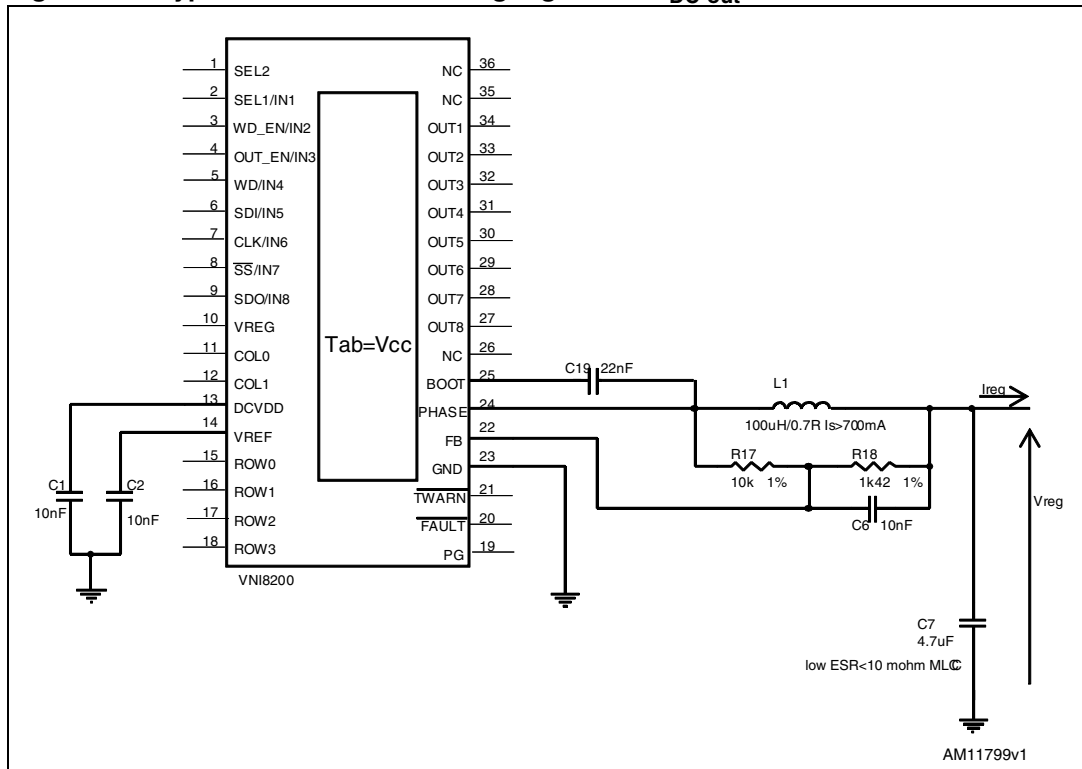 1 SEL2
2 SEL1/IN1
3 WD_EN/IN2
4 OUT_EN/IN3
5 WD/IN4
6 SDI/IN5
7 CLK/IN6
8 SS/IN7
9 SDO/IN8
10 VREG
11 COL0
12 COL1
13 DCVDD
14 VREF
15 ROW0
16 ROW1
17 ROW2
18 ROW3
Tab=Vcc
NC 36
NC 35
OUT1 34
OUT2 33
OUT3 32
OUT4 31
OUT5 30
OUT6 29
OUT7 28
OUT8 27
NC 26
BOOT 25
PHASE 24
FB 22
GND 23
TWARN 21
FAULT 20
PG 19
VNI8200
C1
10nF
C2
10nF
C19 22nF
L1
100uH/0.7R Is>700mA
R17
10k 1%
R18
1k42 1%
C6 10nF
Ireg
Vreg
C7
4.7uF
low ESR<10 mohm MLCC
AM11799v1